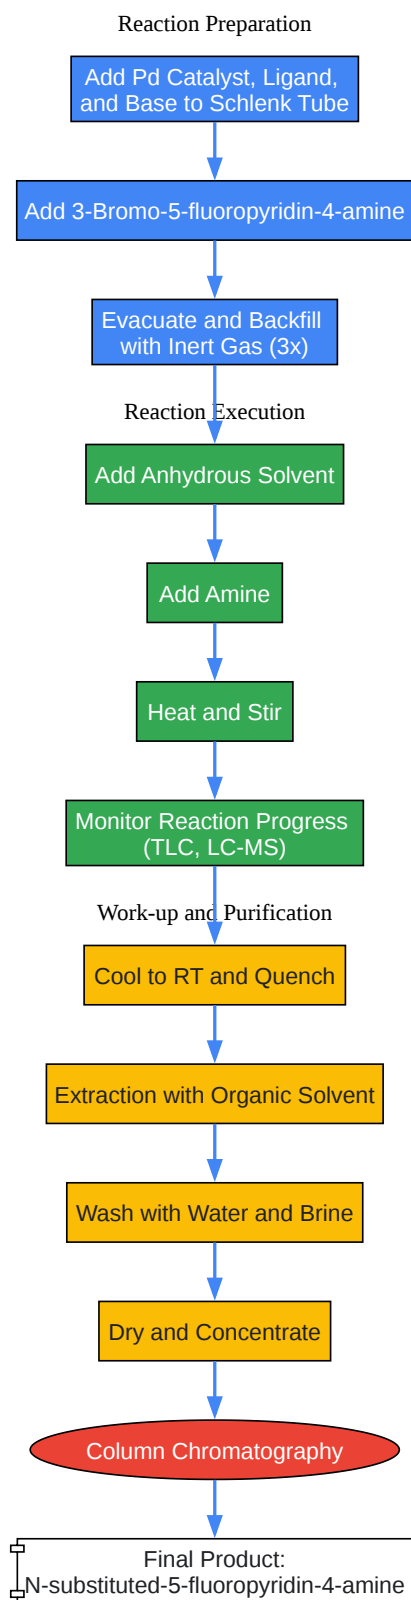 Reaction Preparation
Add Pd Catalyst, Ligand,
and Base to Schlenk Tube
Add 3-Bromo-5-fluoropyridin-4-amine
Evacuate and Backfill
with Inert Gas (3x)
Reaction Execution
Add Anhydrous Solvent
Add Amine
Heat and Stir
Monitor Reaction Progress
(TLC, LC-MS)
Work-up and Purification
Cool to RT and Quench
Extraction with Organic Solvent
Wash with Water and Brine
Dry and Concentrate
Column Chromatography
Final Product:
N-substituted-5-fluoropyridin-4-amine